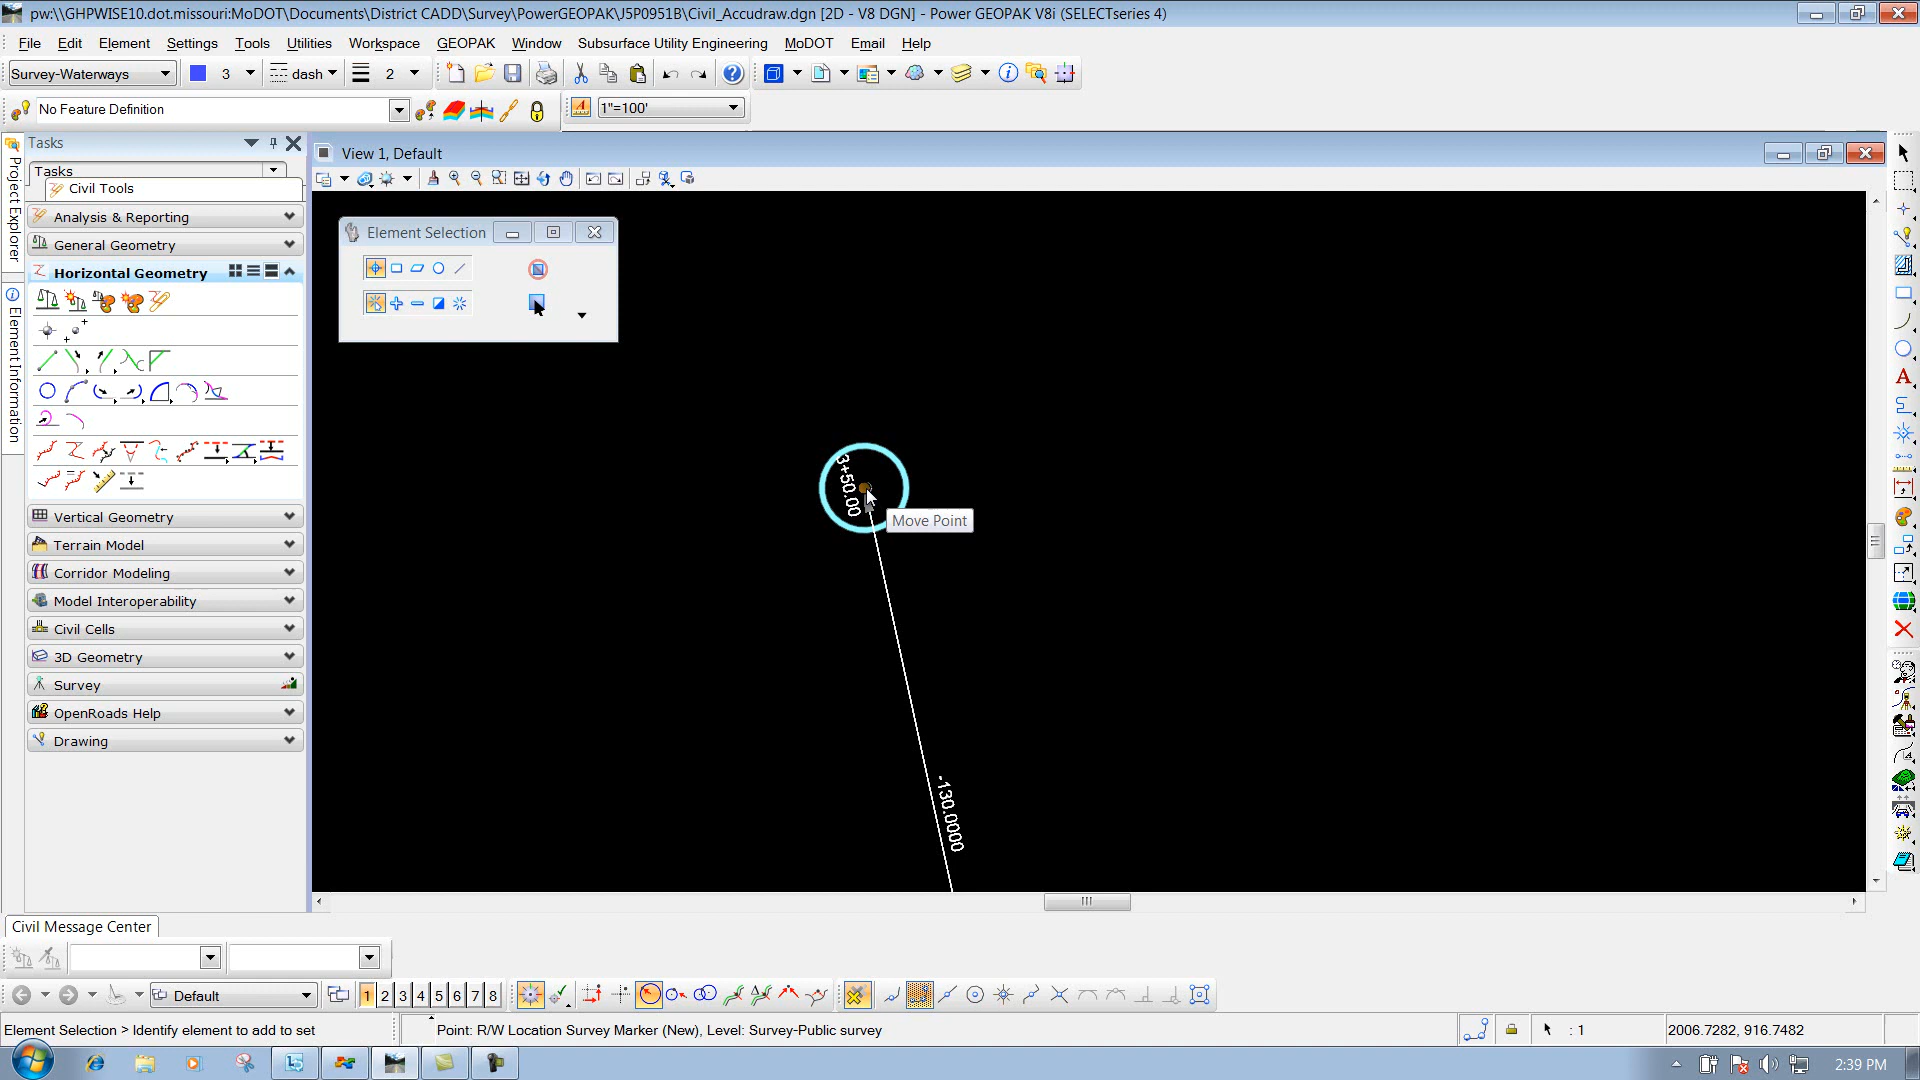 pw:\\GHPWISE10.dot.missouri:MoDOT\Documents\District CADD\Survey\PowerGEOPAK\J5P0951B\Civil_Accudraw.dgn [2D - V8 DGN] - Power GEOPAK V8i (SELECTseries 4)
File Edit Element Settings Tools Utilities Workspace GEOPAK Window Subsurface Utility Engineering MoDOT Email Help
Survey-Waterways 3 dash 2
No Feature Definition 1"=100'
Tasks
View 1, Default
Tasks
Civil Tools
Project Explorer
Element Information
Analysis & Reporting
General Geometry
Horizontal Geometry
Vertical Geometry
Terrain Model
Corridor Modeling
Model Interoperability
Civil Cells
3D Geometry
Survey
OpenRoads Help
Drawing
Element Selection
3+50.00
Move Point
-130.0000
Civil Message Center
Default 1 2 3 4 5 6 7 8
Element Selection > Identify element to add to set
Point: R/W Location Survey Marker (New), Level: Survey-Public survey
: 1
2006.7282, 916.7482
2:39 PM